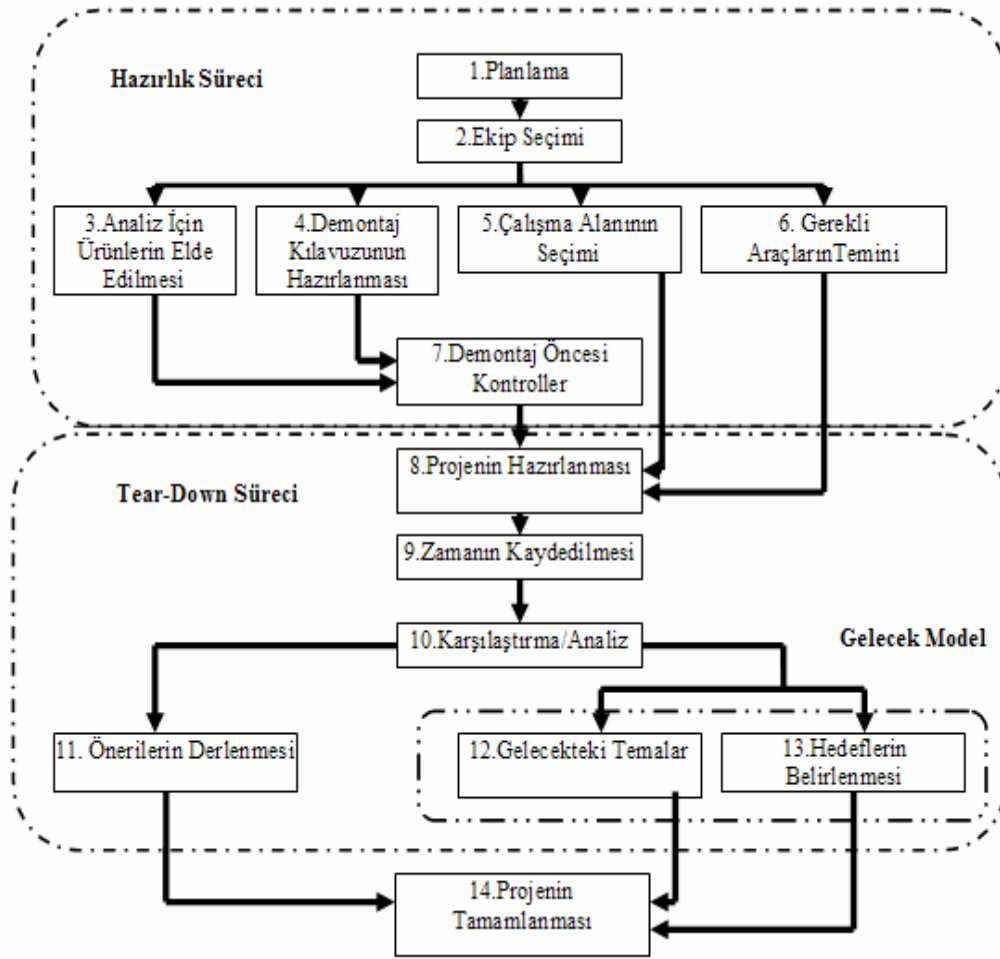 Hazırlık Süreci
1.Planlama
2.Ekip Seçimi
3.Analiz İçin
Ürünlerin Elde
Edilmesi
4.Demontaj
Kılavuzunun
Hazırlanması
5.Çalışma Alanının
Seçimi
6. Gerekli
AraçlarınTemini
7.Demontaj Öncesi
Kontroller
8.Projenin Hazırlanması
Tear-Down Süreci
9.Zamanın Kaydedilmesi
10.Karşılaştırma/Analiz
Gelecek Model
11. Önerilerin Derlenmesi
12.Gelecekteki Temalar
13.Hedeflerin
Belirlenmesi
14.Projenin
Tamamlanması